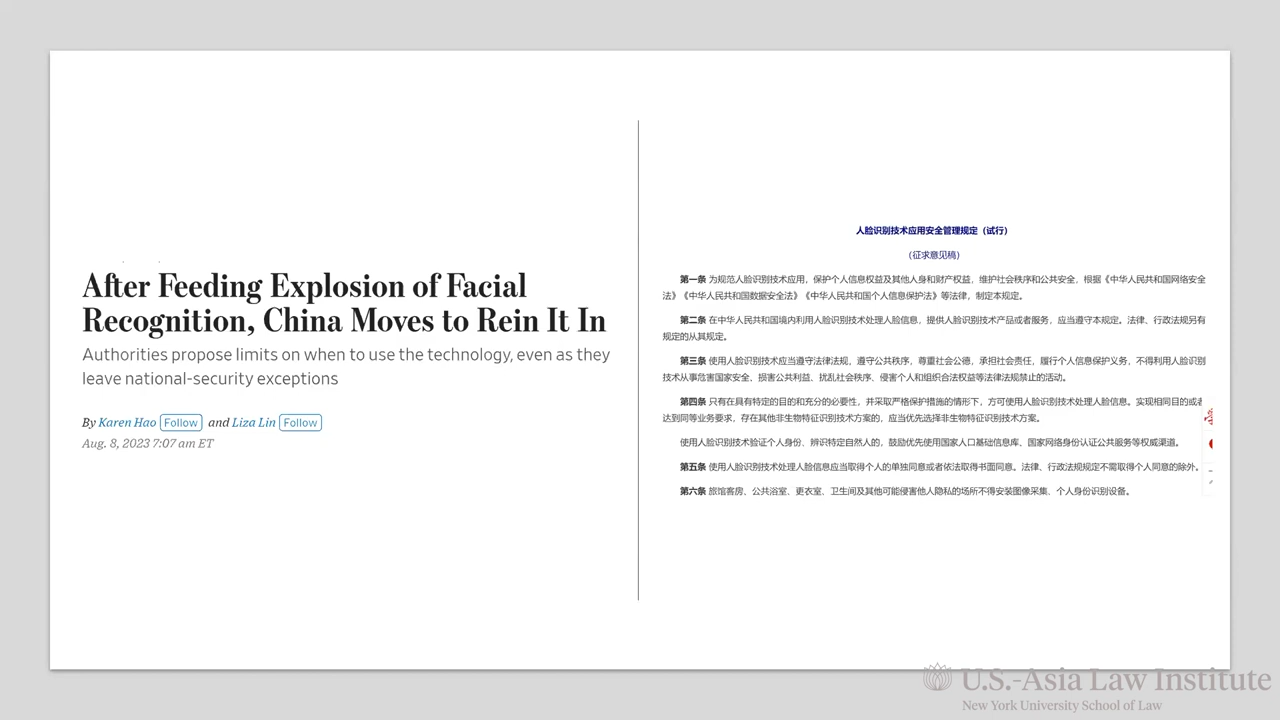 After Feeding Explosion of Facial
Recognition, China Moves to Rein It In
Authorities propose limits on when to use the technology, even as they
leave national-security exceptions
By Karen Hao Follow and Liza Lin Follow
Aug. 8, 2023 7:07 am ET
人脸识别技术应用安全管理规定（试行）
（征求意见稿）
第一条 为规范人脸识别技术应用，保护个人信息权益及其他人身和财产权益，维护社会秩序和公共安全，根据《中华人民共和国网络安全
法》《中华人民共和国数据安全法》《中华人民共和国个人信息保护法》等法律，制定本规定。
第二条 在中华人民共和国境内利用人脸识别技术处理人脸信息，提供人脸识别技术产品或者服务，应当遵守本规定。法律、行政法规另有
规定的从其规定。
第三条 使用人脸识别技术应当遵守法律法规，遵守公共秩序，尊重社会公德，承担社会责任，履行个人信息保护义务，不得利用人脸识别
技术从事危害国家安全、损害公共利益、扰乱社会秩序、侵害个人和组织合法权益等法律法规禁止的活动。
第四条 只有在具有特定的目的和充分的必要性，并采取严格保护措施的情形下，方可使用人脸识别技术处理人脸信息。实现相同目的或者
达到同等业务要求，存在其他非生物特征识别技术方案的，应当优先选择非生物特征识别技术方案。
使用人脸识别技术验证个人身份、辨识特定自然人的，鼓励优先使用国家人口基础信息库、国家网络身份认证公共服务等权威渠道。
第五条 使用人脸识别技术处理人脸信息应当取得个人的单独同意或者依法取得书面同意。法律、行政法规规定不需取得个人同意的除外。
第六条 旅馆客房、公共浴室、更衣室、卫生间及其他可能侵害他人隐私的场所不得安装图像采集、个人身份识别设备。
U.S.-Asia Law Institute
New York University School of Law